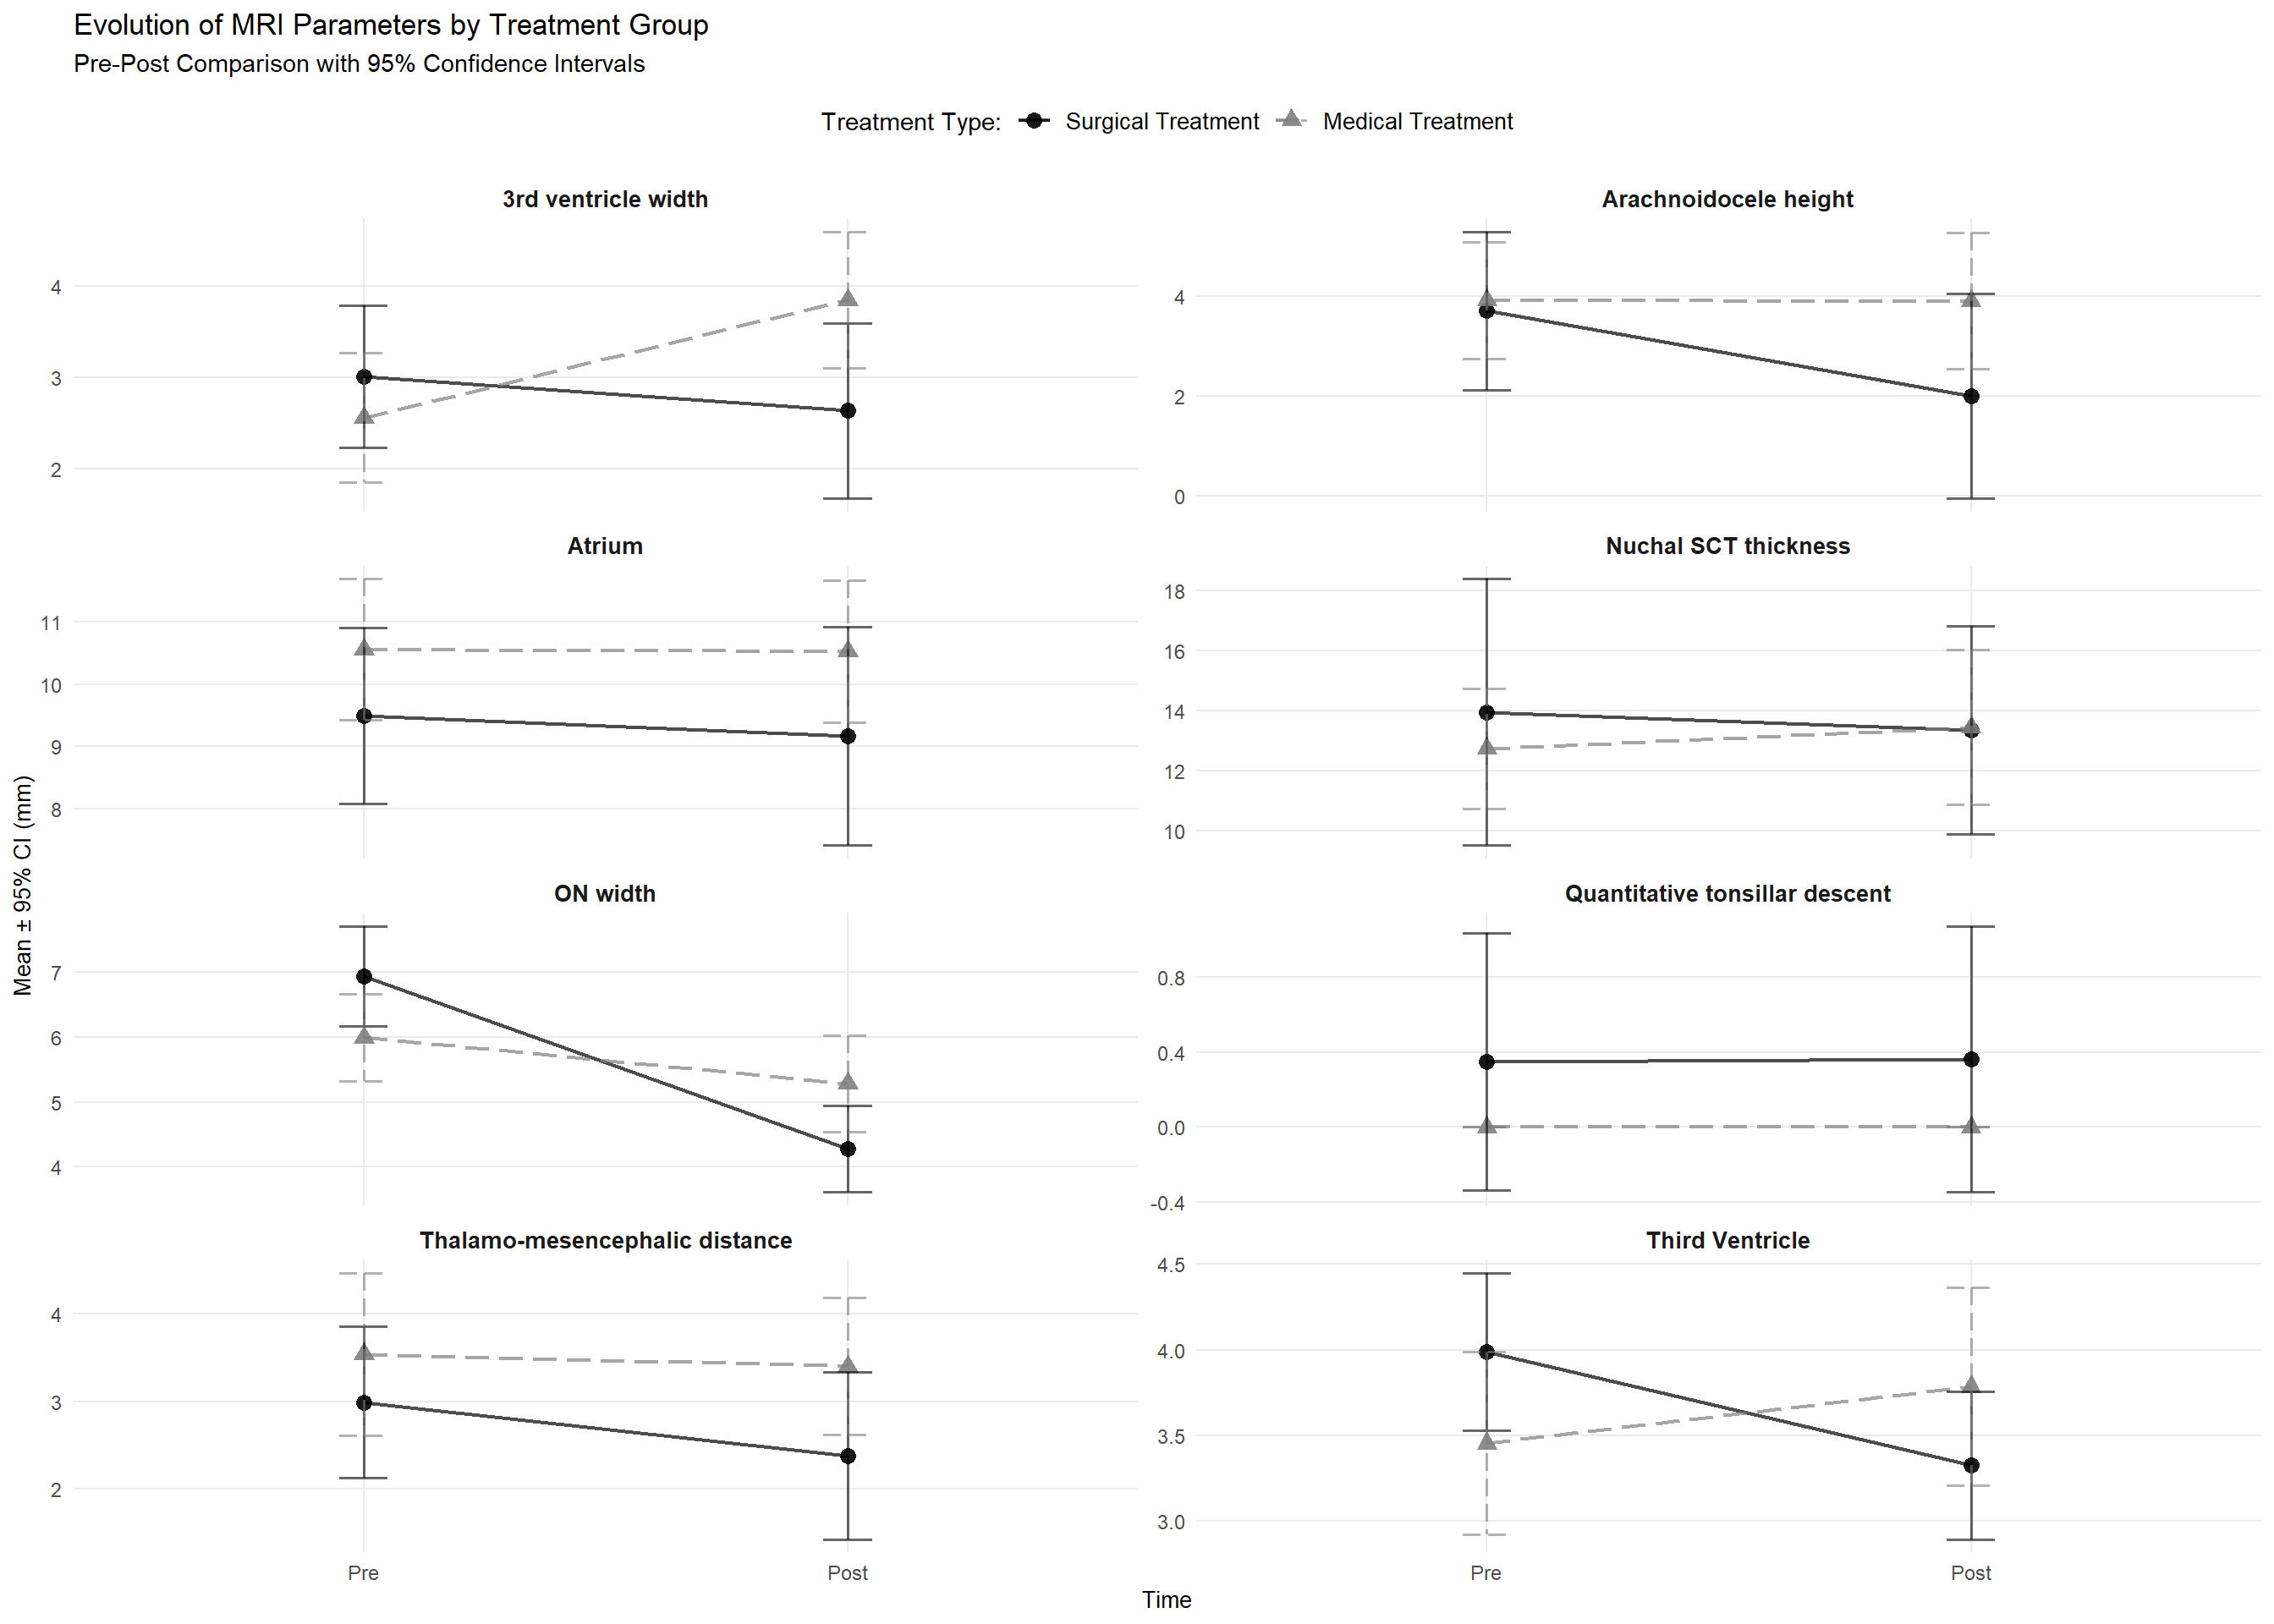 Evolution of MRI Parameters by Treatment Group
Pre-Post Comparison with 95% Confidence Intervals
Treatment Type: Surgical Treatment Medical Treatment
3rd ventricle width
4
3
2
Arachnoidocele height
4
2
0
Atrium
11
10
9
8
Nuchal SCT thickness
18
16
14
12
10
ON width
7
6
5
4
Quantitative tonsillar descent
0.8
0.4
0.0
-0.4
Thalamo-mesencephalic distance
4
3
2
Third Ventricle
4.5
4.0
3.5
3.0
Mean ± 95% CI (mm)
Pre Post
Pre Post
Time